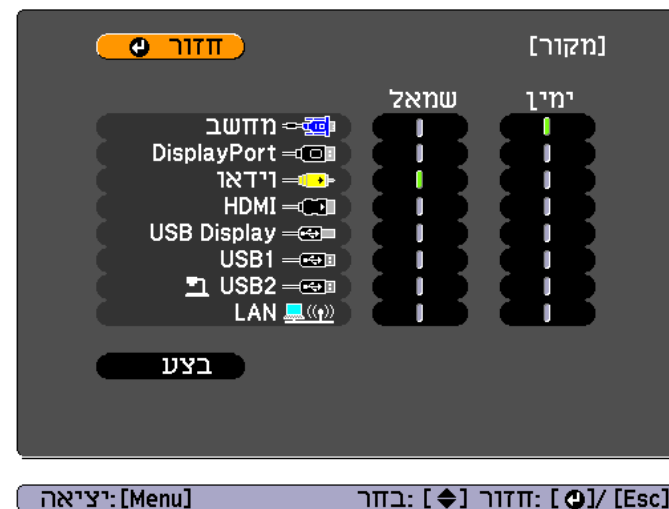 [מקור]
חזור
ימין שמאל
מחשב
DisplayPort
וידאו
HDMI
USB Display
USB1
USB2
LAN
בצע
[Esc] /[ ]: חזור [ ]: בחר [Menu]: יציאה